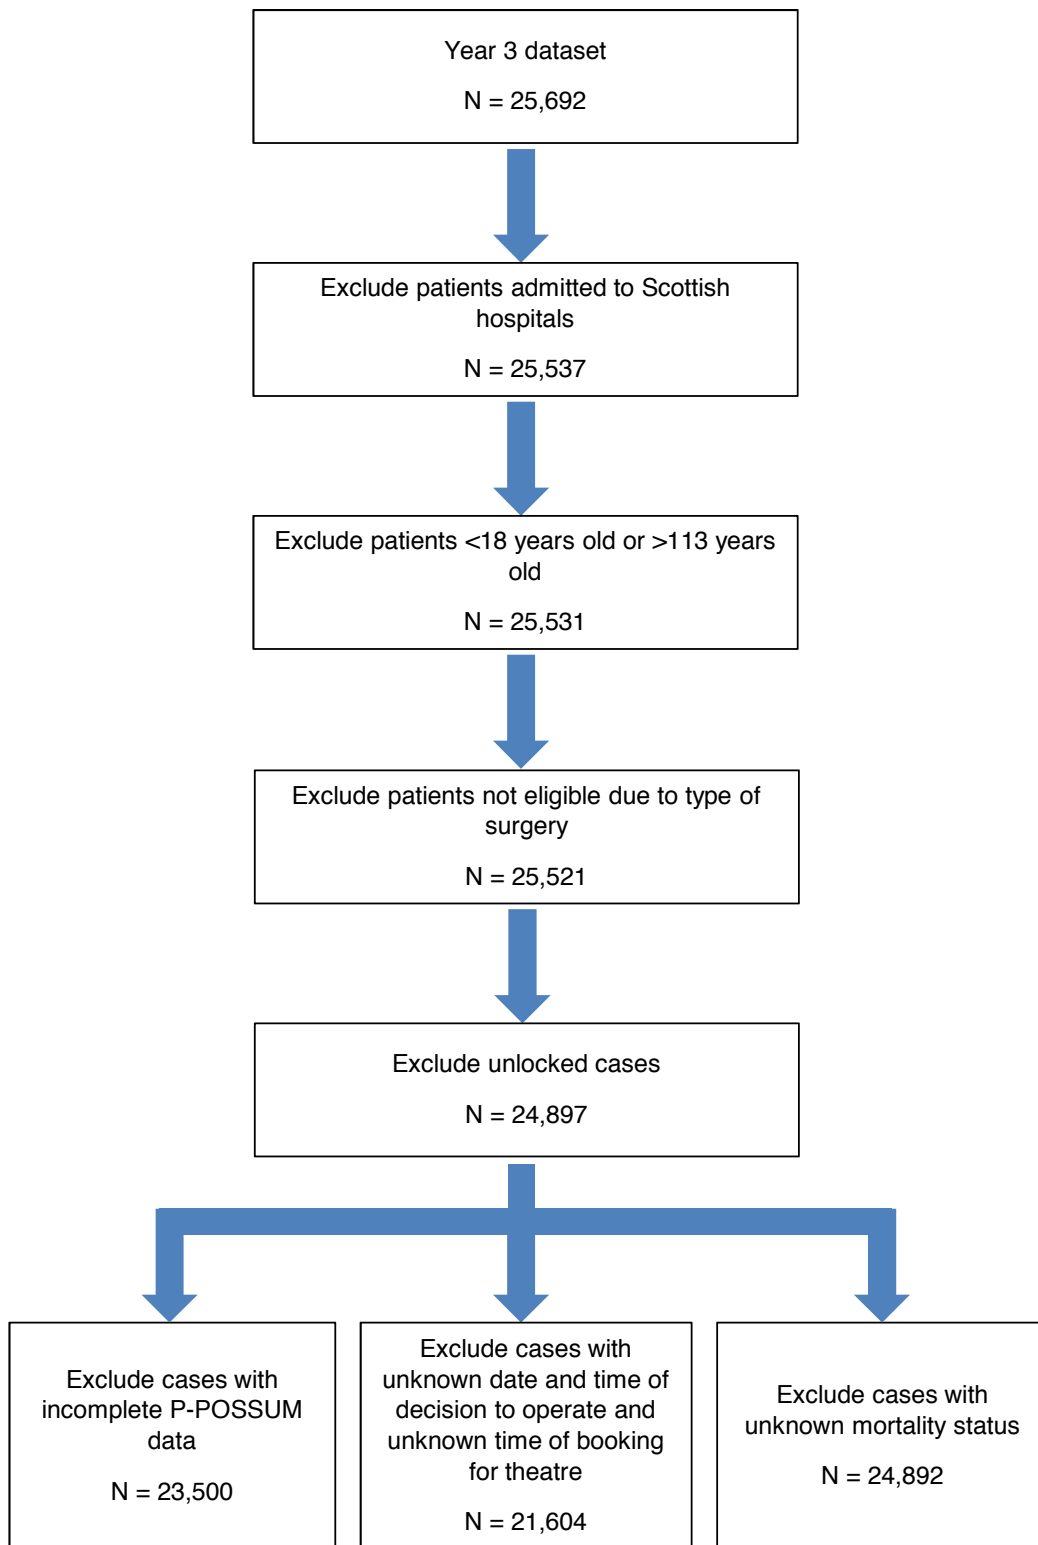 Year 3 dataset
N = 25,692
Exclude patients admitted to Scottish
hospitals
N = 25,537
Exclude patients <18 years old or >113 years
old
N = 25,531
Exclude patients not eligible due to type of
surgery
N = 25,521
Exclude unlocked cases
N = 24,897
Exclude cases with
incomplete P-POSSUM
data
N = 23,500
Exclude cases with
unknown date and time of
decision to operate and
unknown time of booking
for theatre
N = 21,604
Exclude cases with
unknown mortality status
N = 24,892